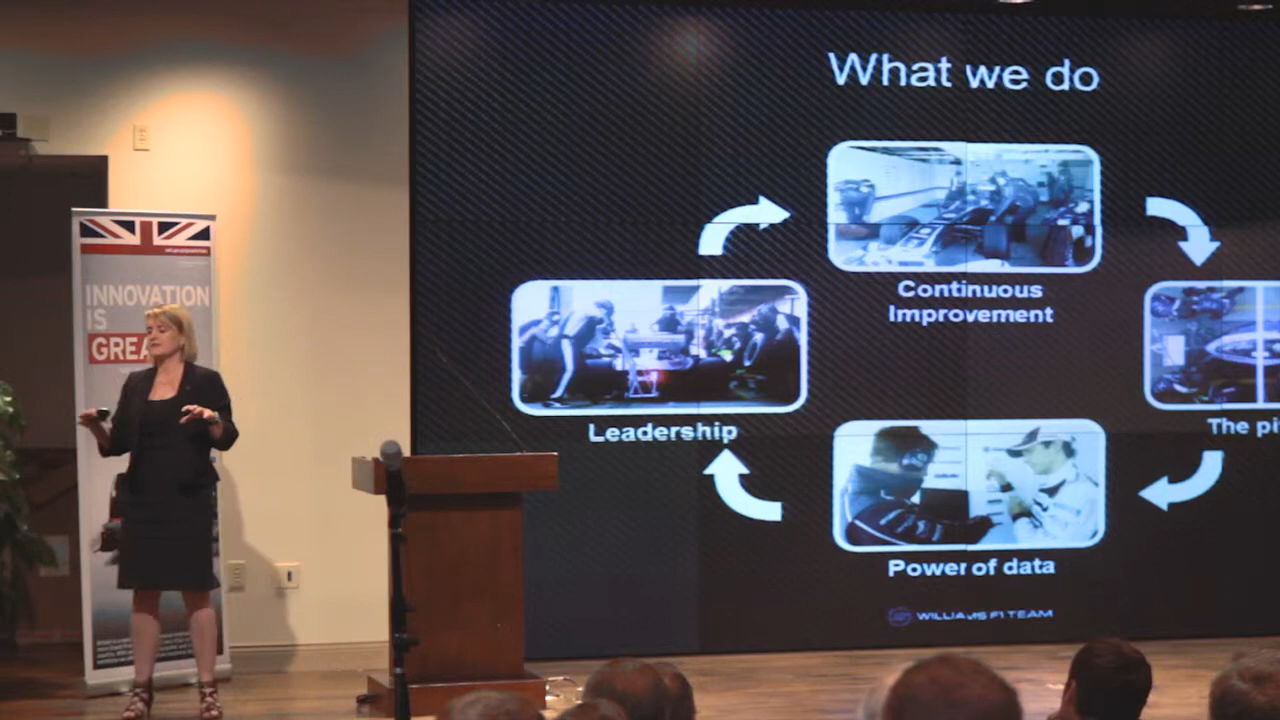 What we do
INNOVATION
IS
GREA
Continuous
Improvement
Leadership
The pi
Power of data
WILLIAMS F1 TEAM